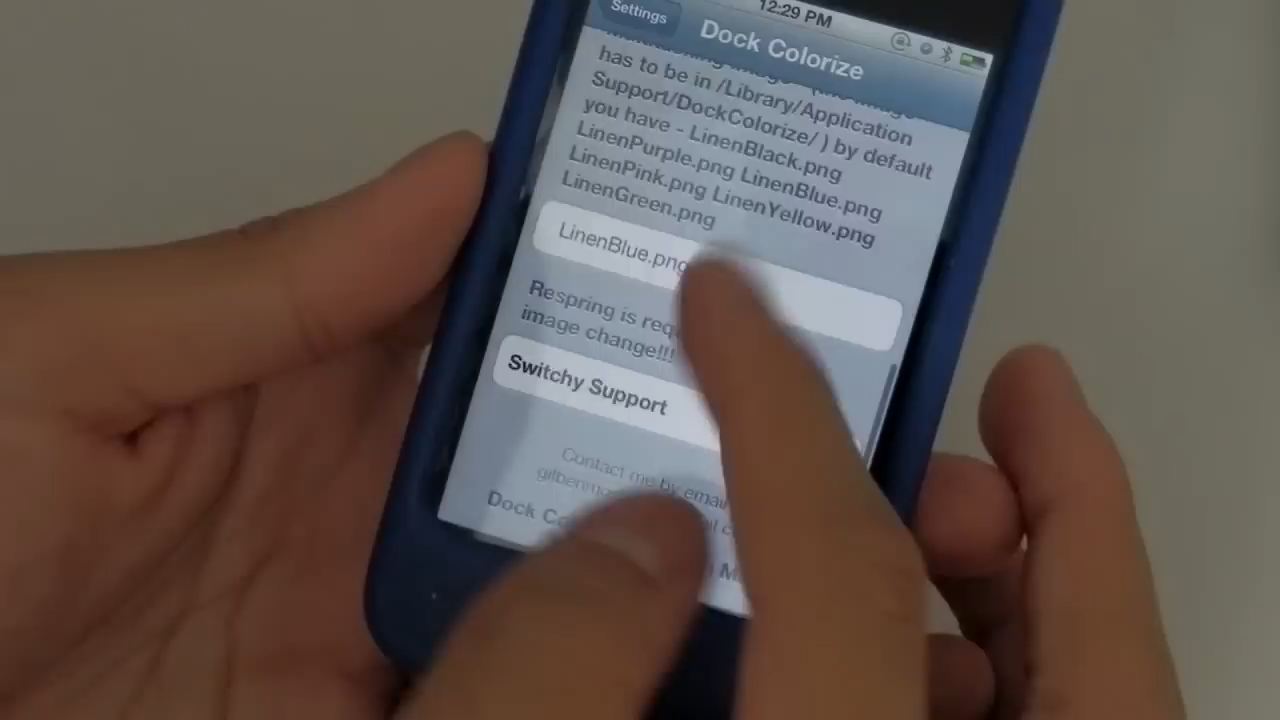 12:29 PM
Settings
Dock Colorize
has to be in /Library/Application
Support/DockColorize/ ) by default
you have - LinenBlack.png
LinenPurple.png LinenBlue.png
LinenPink.png LinenYellow.png
LinenGreen.png
LinenBlue.png
Respring is
image change!!!
Switchy Support
Contact me by email
Dock